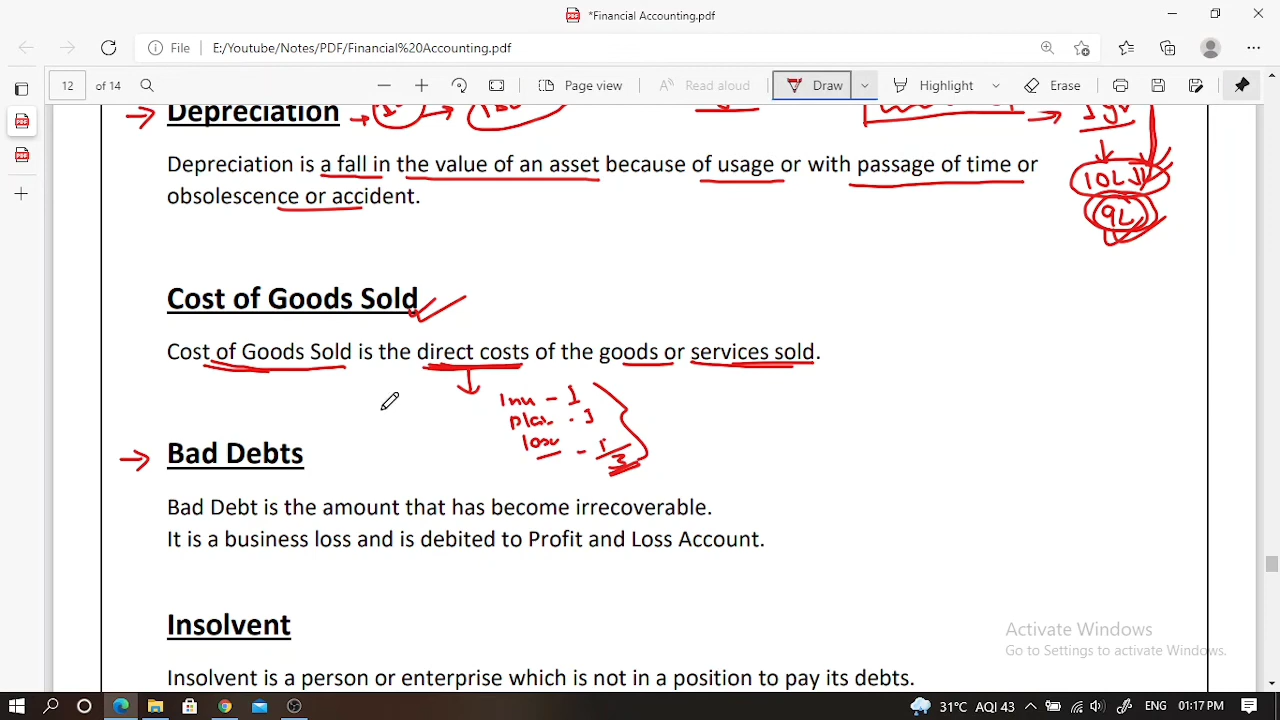 *Financial Accounting.pdf
File | E:/Youtube/Notes/PDF/Financial%20Accounting.pdf
12 of 14 Page view Read aloud Draw Highlight Erase
Depreciation
Depreciation is a fall in the value of an asset because of usage or with passage of time or
obsolescence or accident.
10L
9L
Cost of Goods Sold
Cost of Goods Sold is the direct costs of the goods or services sold.
Bad Debts
Bad Debt is the amount that has become irrecoverable.
It is a business loss and is debited to Profit and Loss Account.
Insolvent
Insolvent is a person or enterprise which is not in a position to pay its debts.
Activate Windows
Go to Settings to activate Windows.
31°C AQI 43 ENG 01:17 PM